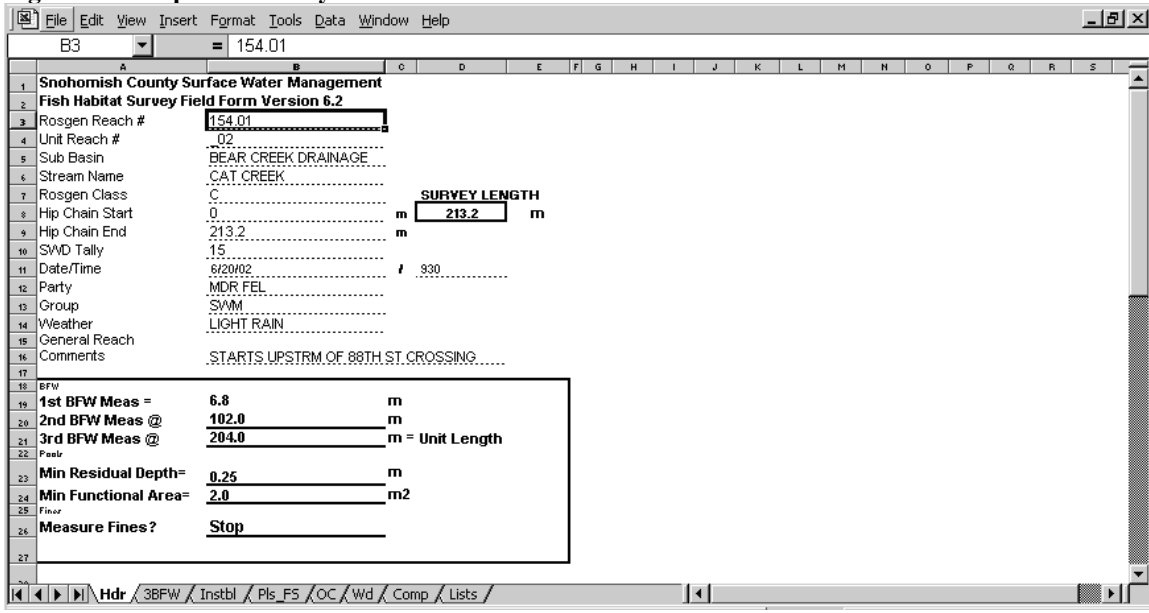 File Edit View Insert Format Tools Data Window Help
B3 = 154.01
A B C D E F G H I J K L M N O P Q R S
1 Snohomish County Surface Water Management
2 Fish Habitat Survey Field Form Version 6.2
3 Rosgen Reach # 154.01
4 Unit Reach # _02
5 Sub Basin BEAR CREEK DRAINAGE
6 Stream Name CAT CREEK
7 Rosgen Class C SURVEY LENGTH
8 Hip Chain Start 0 m 213.2 m
9 Hip Chain End 213.2 m
10 SWD Tally 15
11 Date/Time 6/20/02 / 930
12 Party MDR FEL
13 Group SWM
14 Weather LIGHT RAIN
15 General Reach
16 Comments STARTS UPSTRM OF 88TH ST CROSSING
17
18 BFW
19 1st BFW Meas = 6.8 m
20 2nd BFW Meas @ 102.0 m
21 3rd BFW Meas @ 204.0 m = Unit Length
22 Pools
23 Min Residual Depth= 0.25 m
24 Min Functional Area= 2.0 m2
25 Fines
26 Measure Fines? Stop
27
Hdr / 3BFW / Instbl / Pls_FS / OC / Wd / Comp / Lists /